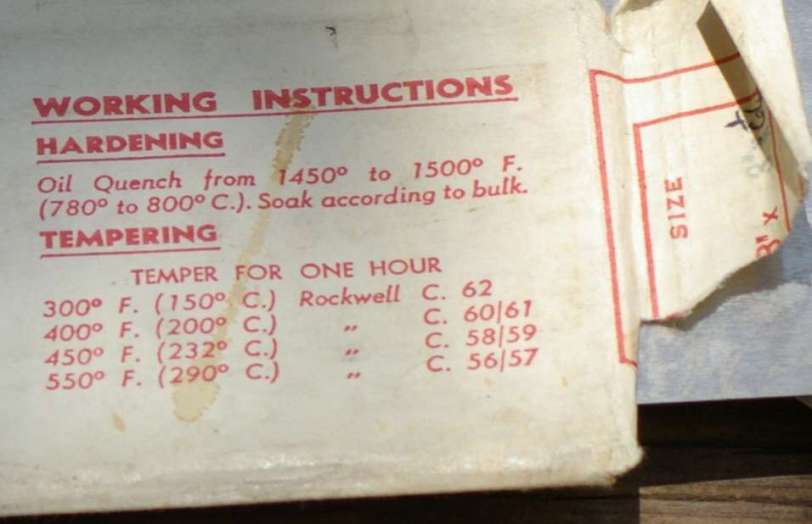 WORKING INSTRUCTIONS
HARDENING
Oil Quench from 1450° to 1500° F.
(780° to 800° C.). Soak according to bulk.
TEMPERING
TEMPER FOR ONE HOUR
300° F. (150° C.) Rockwell C. 62
400° F. (200° C.) „ C. 60/61
450° F. (232° C.) „ C. 58/59
550° F. (290° C.) „ C. 56/57
SIZE
3" x